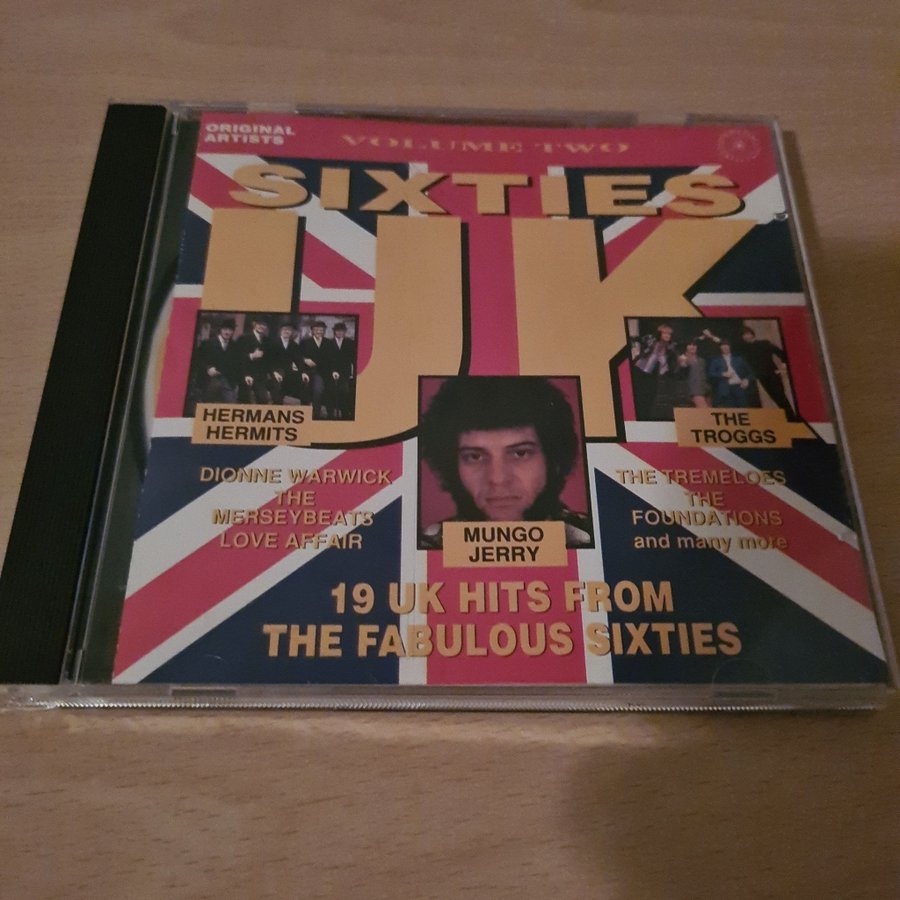 ORIGINAL
ARTISTS
VOLUME TWO
SIXTIES
UK
HERMANS
HERMITS
THE
TROGGS
MUNGO
JERRY
DIONNE WARWICK
THE
MERSEYBEATS
LOVE AFFAIR
THE TREMELOES
THE
FOUNDATIONS
and many more
19 UK HITS FROM
THE FABULOUS SIXTIES